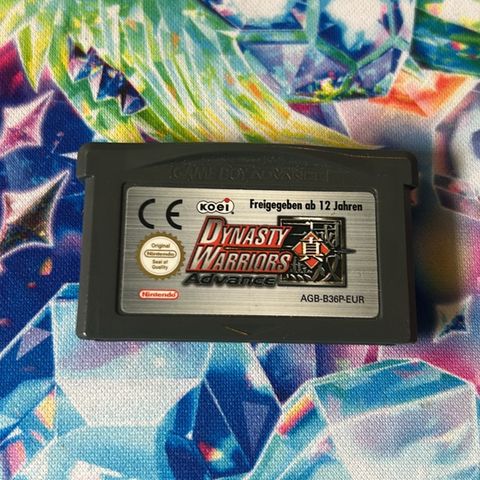 GAME BOY ADVANCE
CE
KOEI
Freigegeben ab 12 Jahren
Original
Nintendo
Seal of
Quality
DYNASTY
WARRIORS
Advance
真
無
Nintendo
AGB-B36P-EUR